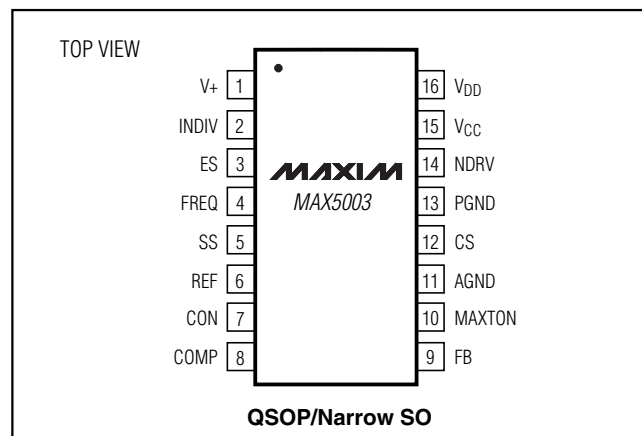 TOP VIEW
V+ 1
INDIV 2
ES 3
FREQ 4
SS 5
REF 6
CON 7
COMP 8
MAXIM
MAX5003
16 VDD
15 VCC
14 NDRV
13 PGND
12 CS
11 AGND
10 MAXTON
9 FB
QSOP/Narrow SO